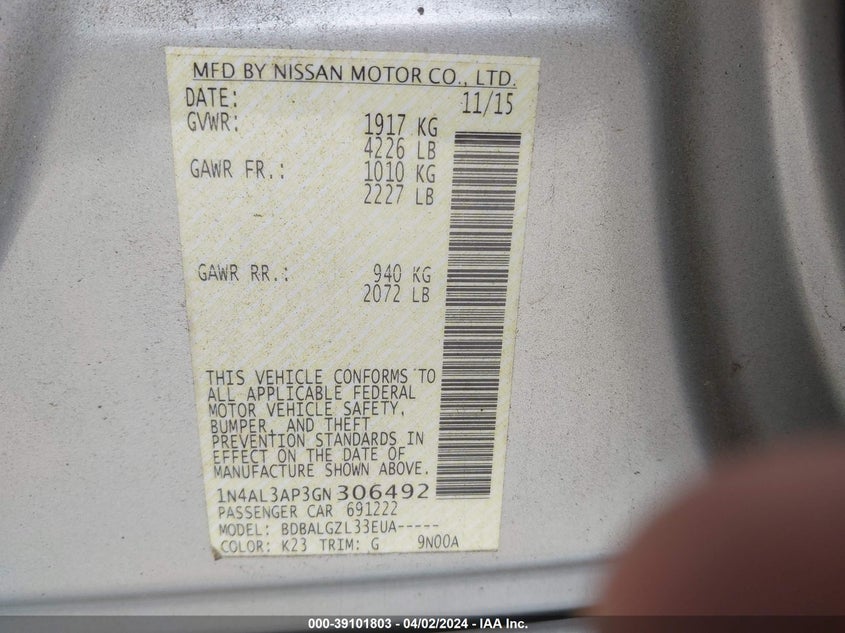 MFD BY NISSAN MOTOR CO., LTD.
DATE: 11/15
GVWR: 1917 KG
4226 LB
GAWR FR.: 1010 KG
2227 LB
GAWR RR.: 940 KG
2072 LB
THIS VEHICLE CONFORMS TO
ALL APPLICABLE FEDERAL
MOTOR VEHICLE SAFETY,
BUMPER, AND THEFT
PREVENTION STANDARDS IN
EFFECT ON THE DATE OF
MANUFACTURE SHOWN ABOVE.
1N4AL3AP3GN306492
PASSENGER CAR 691222
MODEL: BDBALGZL33EUA-----
COLOR: K23 TRIM: G 9N00A
000-39101803 - 04/02/2024 - IAA Inc.